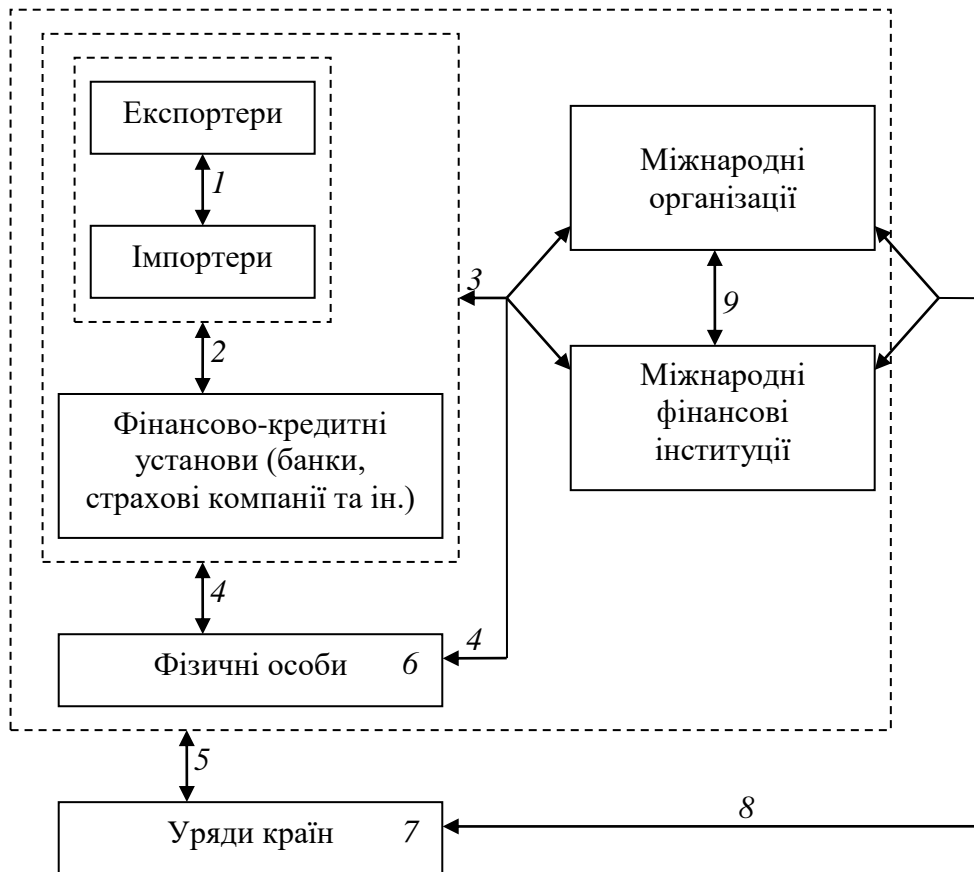 Експортери
1
Імпортери
2
Фінансово-кредитні
установи (банки,
страхові компанії та ін.)
Міжнародні
організації
3
9
Міжнародні
фінансові
інституції
4
4
Фізичні особи 6
5
8
Уряди країн 7